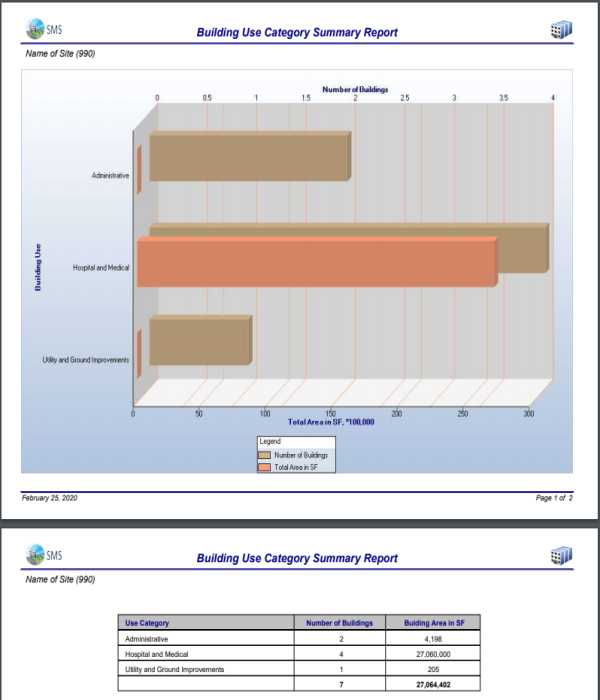 SMS
Building Use Category Summary Report
Name of Site (990)
Number of Buildings
0 0.5 1 1.5 2 2.5 3 3.5 4
Building Use
Administrative
Hospital and Medical
Utility and Ground Improvements
0 50 100 150 200 250 300
Total Area in SF, *100,000
Legend
Number of Buildings
Total Area in SF
February 25, 2020 Page 1 of 2
SMS
Building Use Category Summary Report
Name of Site (990)
Use Category Number of Buildings Bulding Area in SF
Administrative 2 4,198
Hospital and Medical 4 27,060,000
Utility and Ground Improvements 1 205
7 27,064,402